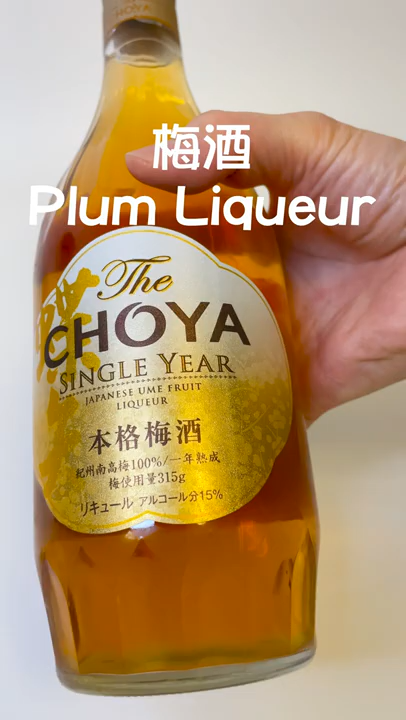 CHOYA
梅酒
Plum Liqueur
The
CHOYA
SINGLE YEAR
JAPANESE UME FRUIT
LIQUEUR
本格梅酒
紀州南高梅100%/一年熟成
梅使用量315g
リキュール アルコール分15%